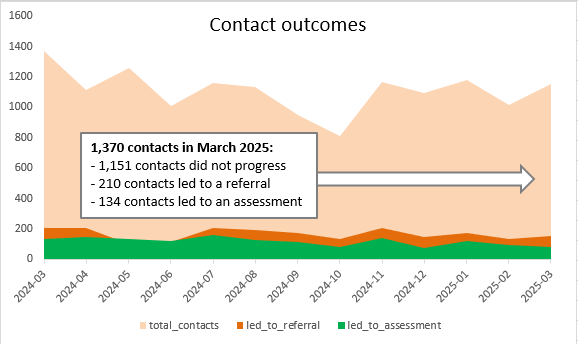 Contact outcomes
1600
1400
1200
1000
800
600
400
200
0
1,370 contacts in March 2025:
- 1,151 contacts did not progress
- 210 contacts led to a referral
- 134 contacts led to an assessment
2024-03 2024-04 2024-05 2024-06 2024-07 2024-08 2024-09 2024-10 2024-11 2024-12 2025-01 2025-02 2025-03
total_contacts led_to_referral led_to_assessment